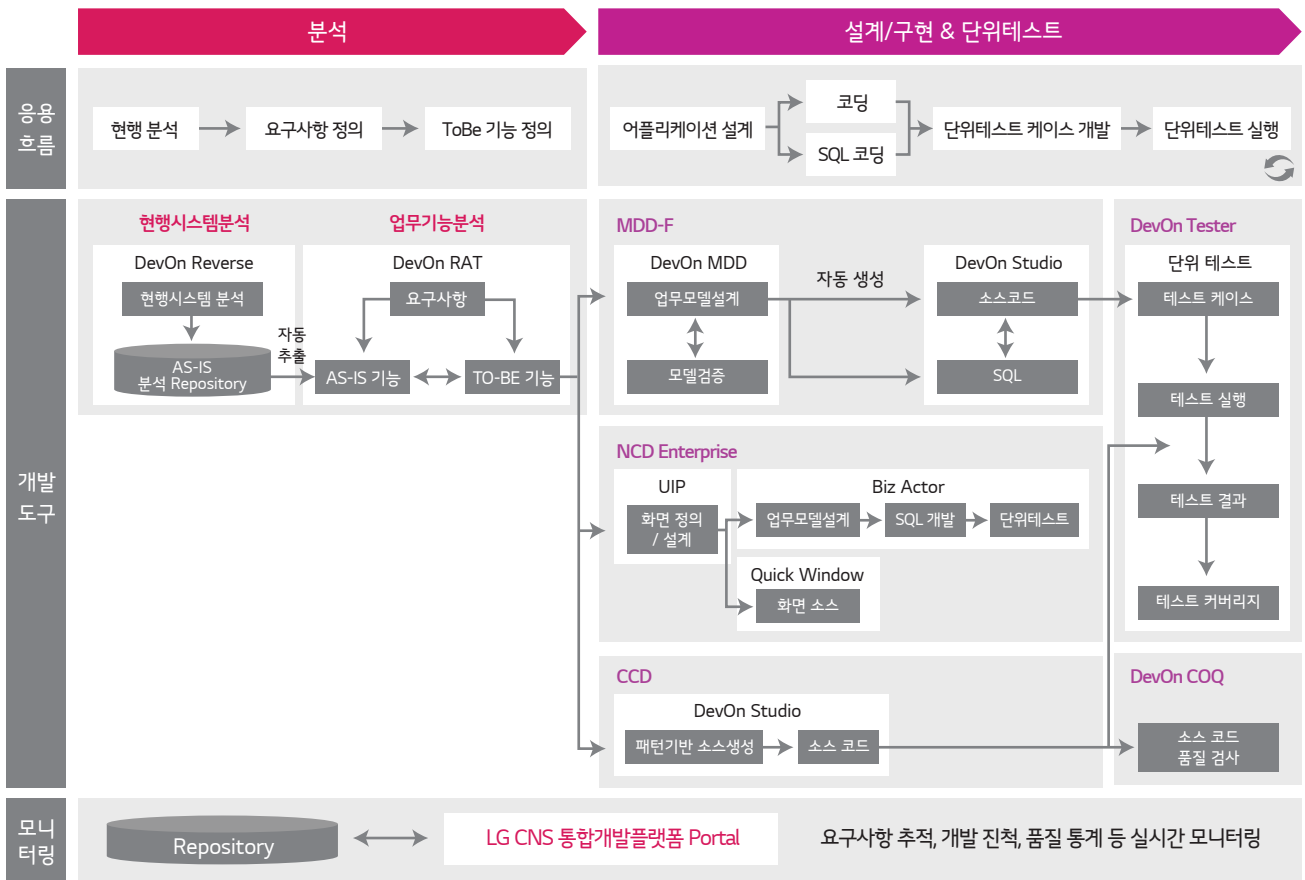 분석
설계/구현 & 단위테스트
응용
흐름
현행 분석
요구사항 정의
ToBe 기능 정의
어플리케이션 설계
코딩
SQL 코딩
단위테스트 케이스 개발
단위테스트 실행
개발
도구
현행시스템분석
업무기능분석
DevOn Reverse
현행시스템 분석
AS-IS
분석 Repository
자동
추출
DevOn RAT
요구사항
AS-IS 기능
TO-BE 기능
MDD-F
DevOn MDD
업무모델설계
모델검증
자동 생성
DevOn Studio
소스코드
SQL
NCD Enterprise
UIP
화면 정의
/ 설계
Biz Actor
업무모델설계
SQL 개발
단위테스트
Quick Window
화면 소스
CCD
DevOn Studio
패턴기반 소스생성
소스 코드
DevOn Tester
단위 테스트
테스트 케이스
테스트 실행
테스트 결과
테스트 커버리지
DevOn COQ
소스 코드
품질 검사
모니
터링
Repository
LG CNS 통합개발플랫폼 Portal
요구사항 추적, 개발 진척, 품질 통계 등 실시간 모니터링